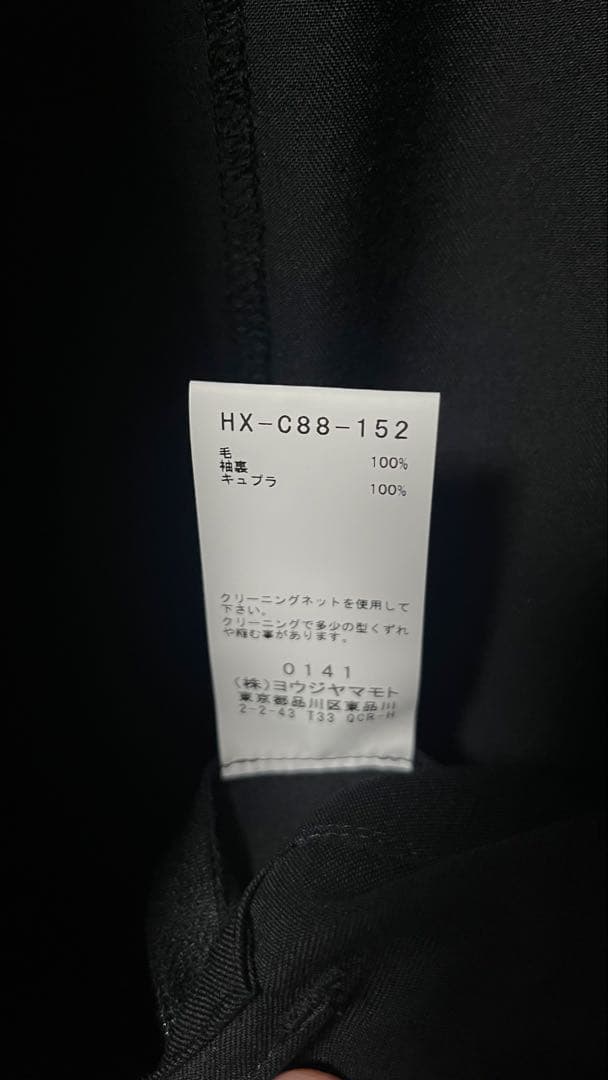 HX-C88-152
毛 100%
袖裏
キュプラ 100%
クリーニングネットを使用して
下さい。
クリーニングで多少の型くずれ
や縮む事があります。
0141
(株)ヨウジヤマモト
東京都品川区東品川
2-2-43 T33 QCR-H